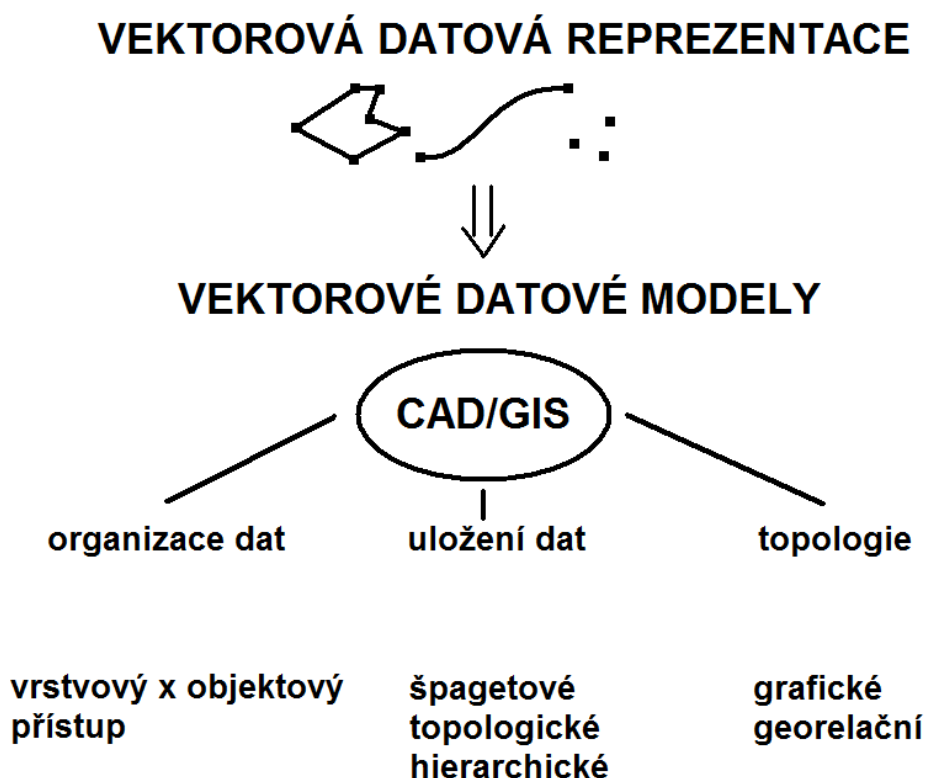 VEKTOROVÁ DATOVÁ REPREZENTACE
VEKTOROVÉ DATOVÉ MODELY
CAD/GIS
organizace dat
uložení dat
topologie
vrstvový x objektový
přístup
špagetové
topologické
hierarchické
grafické
georelační